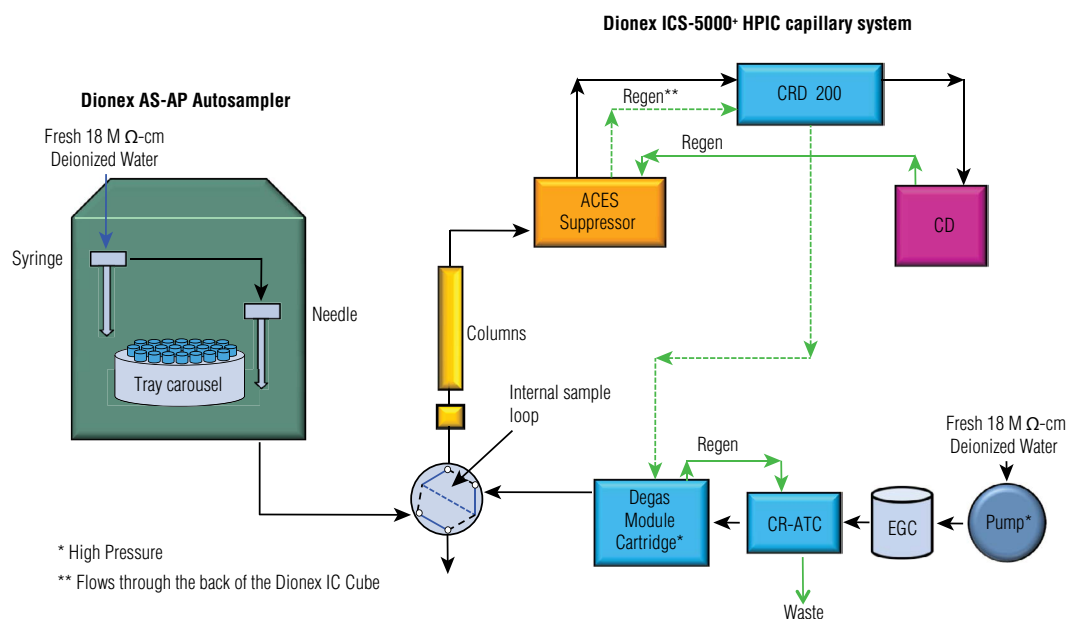 Dionex ICS-5000+ HPIC capillary system
Dionex AS-AP Autosampler
Fresh 18 M Ω-cm
Deionized Water
Syringe
Needle
Tray carousel
CRD 200
Regen**
Regen
ACES
Suppressor
CD
Columns
Internal sample
loop
Fresh 18 M Ω-cm
Deionized Water
Regen
Degas
Module
Cartridge*
CR-ATC
EGC
Pump*
Waste
* High Pressure
** Flows through the back of the Dionex IC Cube